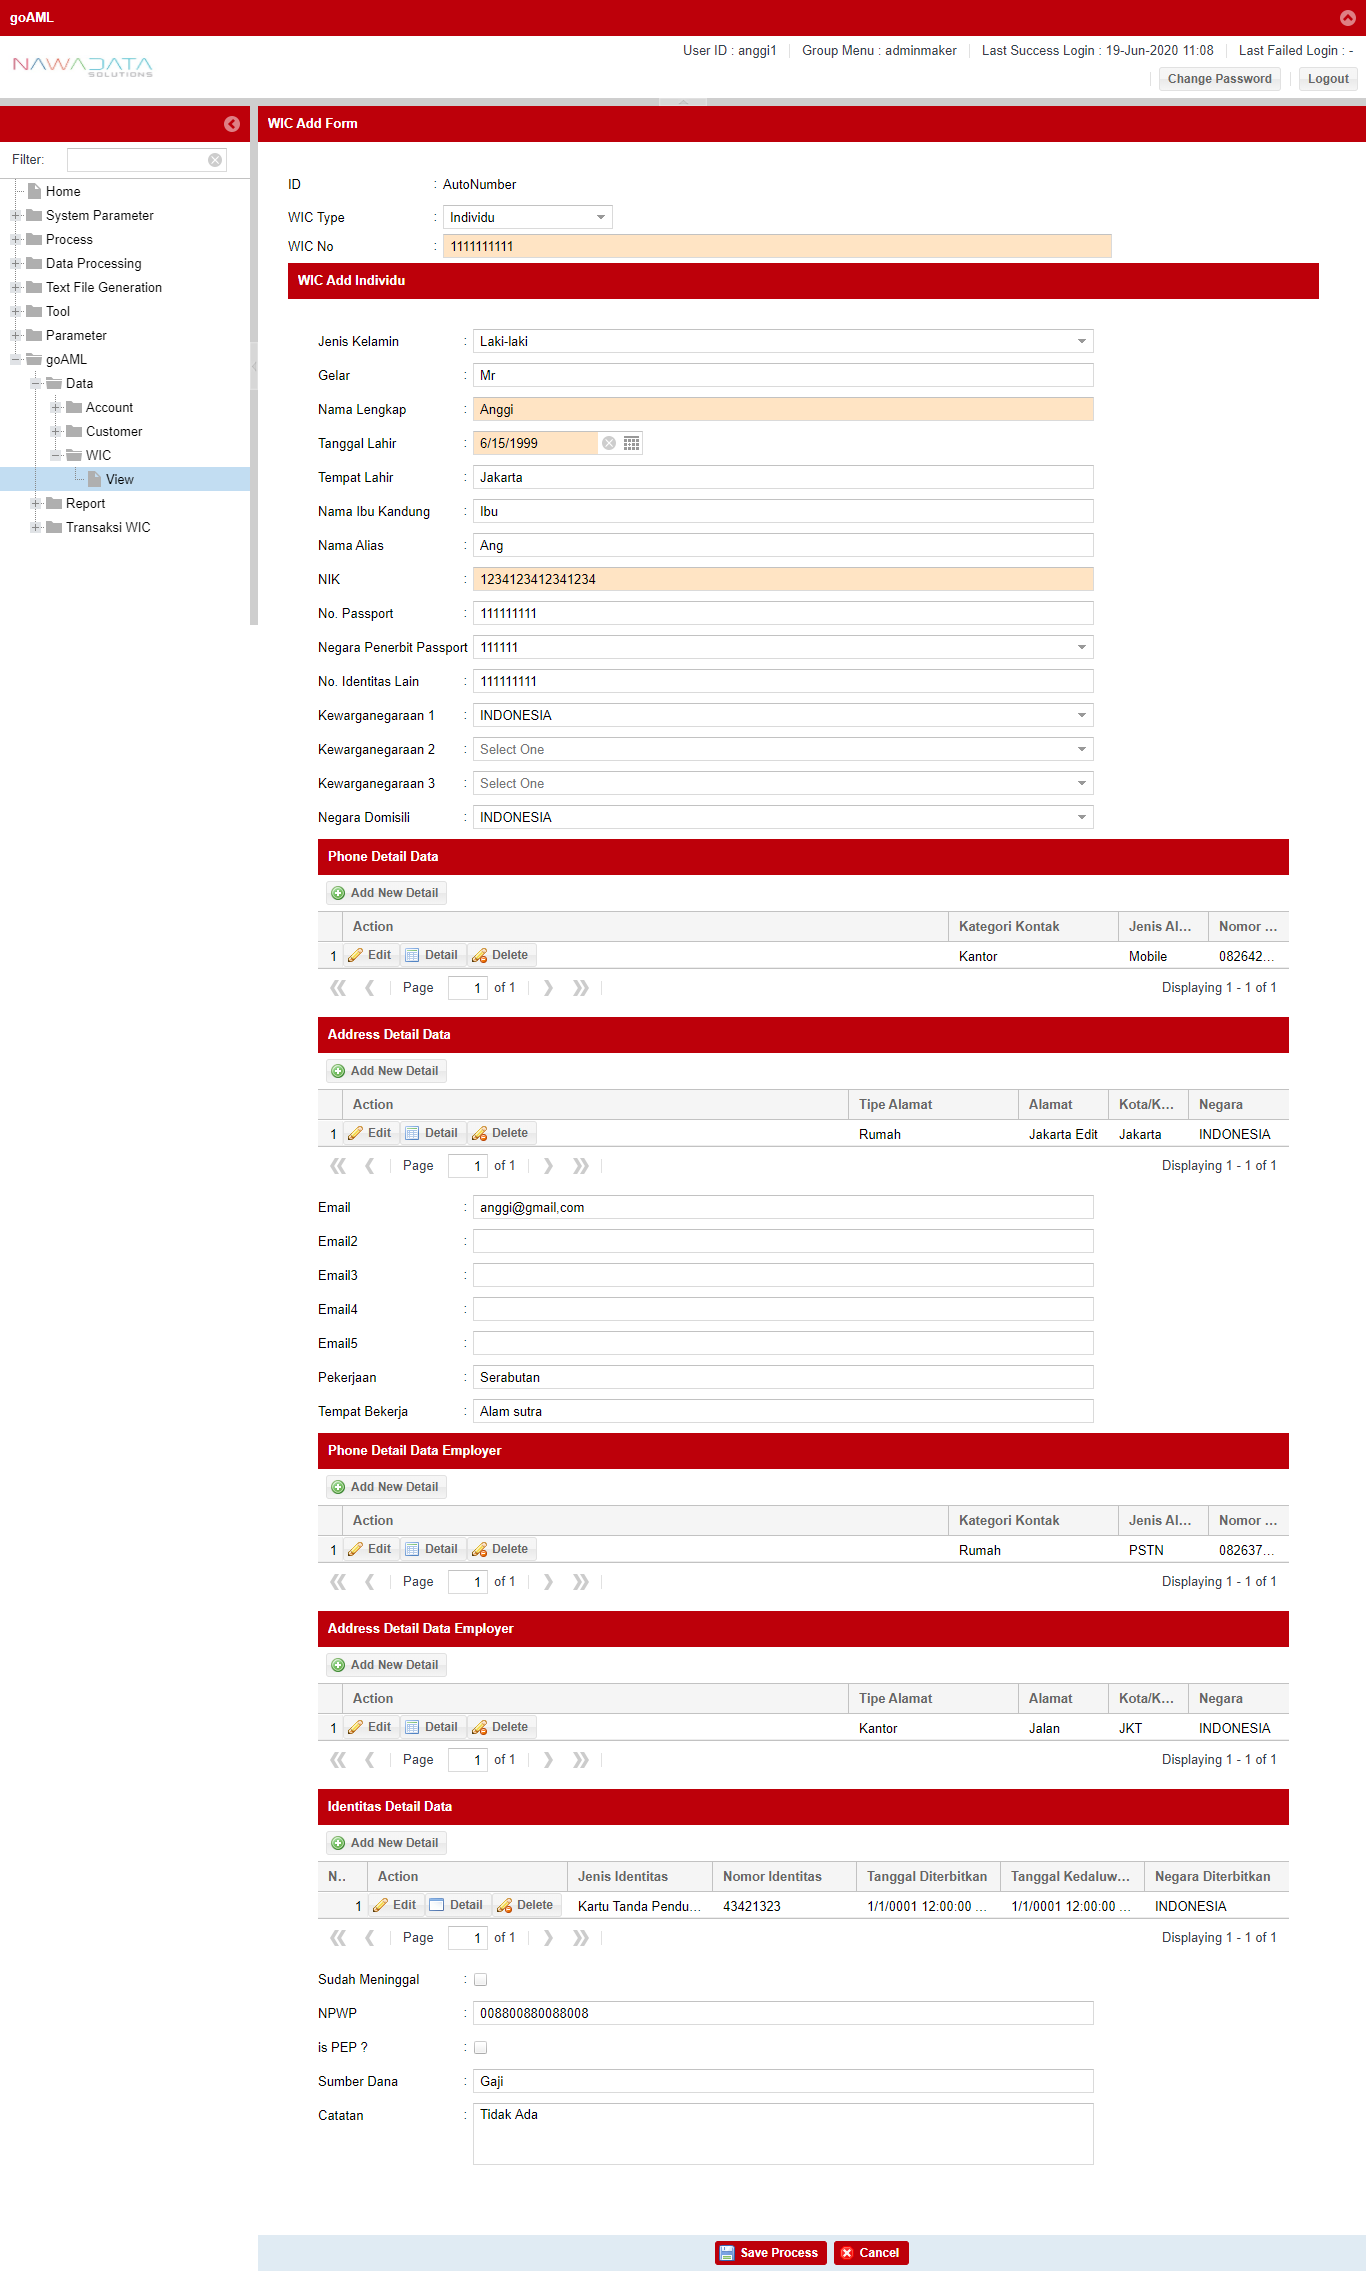 goAML
NAWADATA
SOLUTIONS
User ID : anggi1 Group Menu : adminmaker Last Success Login : 19-Jun-2020 11:08 Last Failed Login : -
Change Password Logout
Filter:
Home
System Parameter
Process
Data Processing
Text File Generation
Tool
Parameter
goAML
Data
Account
Customer
WIC
View
Report
Transaksi WIC
WIC Add Form
ID : AutoNumber
WIC Type : Individu
WIC No : 1111111111
WIC Add Individu
Jenis Kelamin : Laki-laki
Gelar : Mr
Nama Lengkap : Anggi
Tanggal Lahir : 6/15/1999
Tempat Lahir : Jakarta
Nama Ibu Kandung : Ibu
Nama Alias : Ang
NIK : 1234123412341234
No. Passport : 111111111
Negara Penerbit Passport 111111
No. Identitas Lain : 111111111
Kewarganegaraan 1 : INDONESIA
Kewarganegaraan 2 : Select One
Kewarganegaraan 3 : Select One
Negara Domisili : INDONESIA
Phone Detail Data
Add New Detail
Action Kategori Kontak Jenis Al... Nomor ...
1 Edit Detail Delete Kantor Mobile 082642...
Page 1 of 1 Displaying 1 - 1 of 1
Address Detail Data
Add New Detail
Action Tipe Alamat Alamat Kota/K... Negara
1 Edit Detail Delete Rumah Jakarta Edit Jakarta INDONESIA
Page 1 of 1 Displaying 1 - 1 of 1
Email : anggi@gmail,com
Email2 :
Email3 :
Email4 :
Email5 :
Pekerjaan : Serabutan
Tempat Bekerja : Alam sutra
Phone Detail Data Employer
Add New Detail
Action Kategori Kontak Jenis Al... Nomor ...
1 Edit Detail Delete Rumah PSTN 082637...
Page 1 of 1 Displaying 1 - 1 of 1
Address Detail Data Employer
Add New Detail
Action Tipe Alamat Alamat Kota/K... Negara
1 Edit Detail Delete Kantor Jalan JKT INDONESIA
Page 1 of 1 Displaying 1 - 1 of 1
Identitas Detail Data
Add New Detail
N.. Action Jenis Identitas Nomor Identitas Tanggal Diterbitkan Tanggal Kedaluw... Negara Diterbitkan
1 Edit Detail Delete Kartu Tanda Pendu... 43421323 1/1/0001 12:00:00 ... 1/1/0001 12:00:00 ... INDONESIA
Page 1 of 1 Displaying 1 - 1 of 1
Sudah Meninggal :
NPWP : 008800880088008
is PEP ? :
Sumber Dana : Gaji
Catatan : Tidak Ada
Save Process Cancel